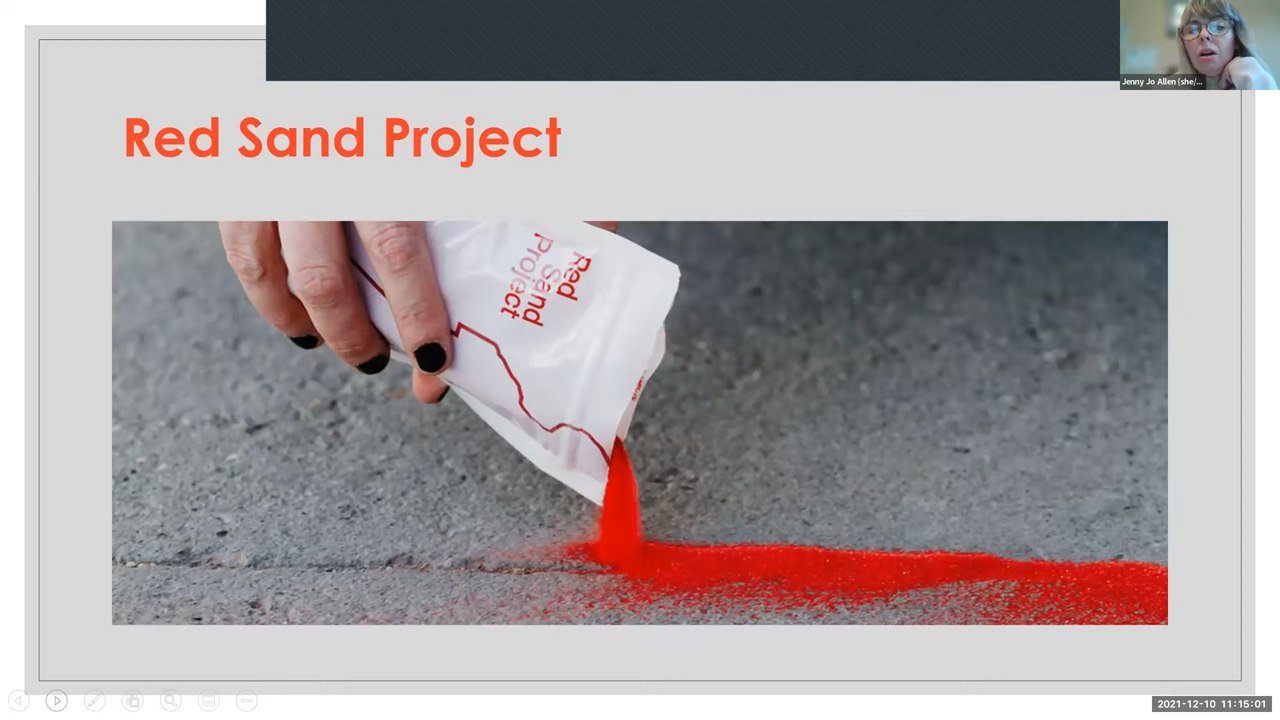 Jenny Jo Allen (she/...
Red Sand Project
Red
Sand
Project
2021-12-10 11:15:01